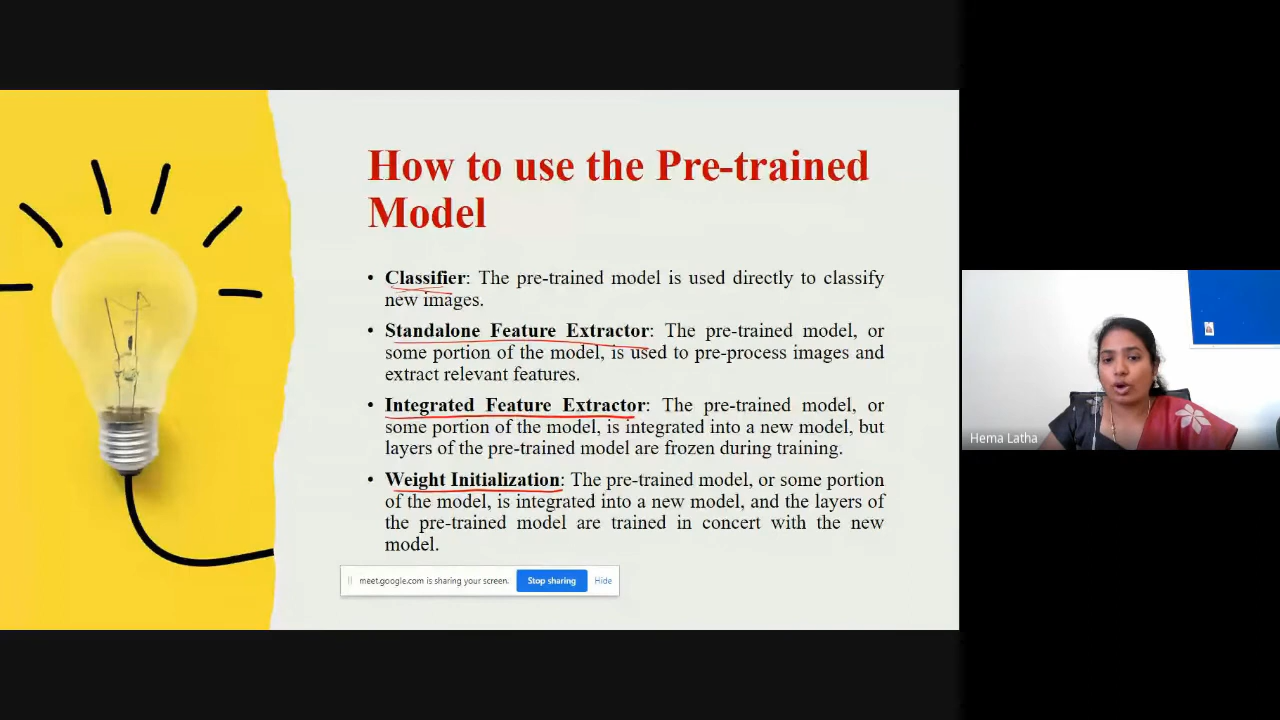 How to use the Pre-trained
Model
• Classifier: The pre-trained model is used directly to classify
new images.
• Standalone Feature Extractor: The pre-trained model, or
some portion of the model, is used to pre-process images and
extract relevant features.
• Integrated Feature Extractor: The pre-trained model, or
some portion of the model, is integrated into a new model, but
layers of the pre-trained model are frozen during training.
• Weight Initialization: The pre-trained model, or some portion
of the model, is integrated into a new model, and the layers of
the pre-trained model are trained in concert with the new
model.
meet.google.com is sharing your screen. Stop sharing Hide
Hema Latha